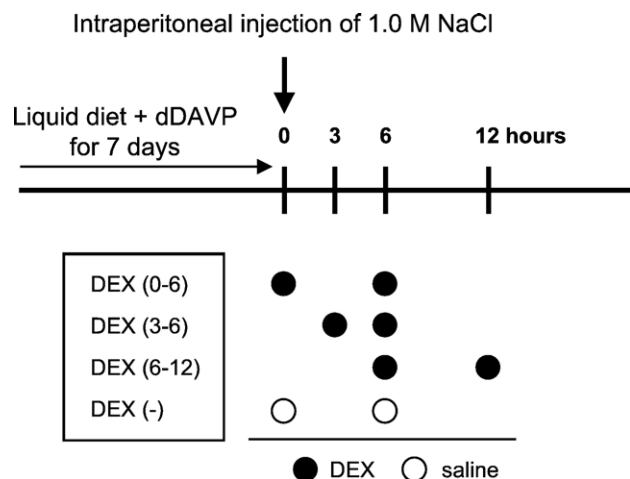 Intraperitoneal injection of 1.0 M NaCl
Liquid diet + dDAVP
for 7 days
0 3 6 12 hours
DEX (0-6)
DEX (3-6)
DEX (6-12)
DEX (-)
DEX saline